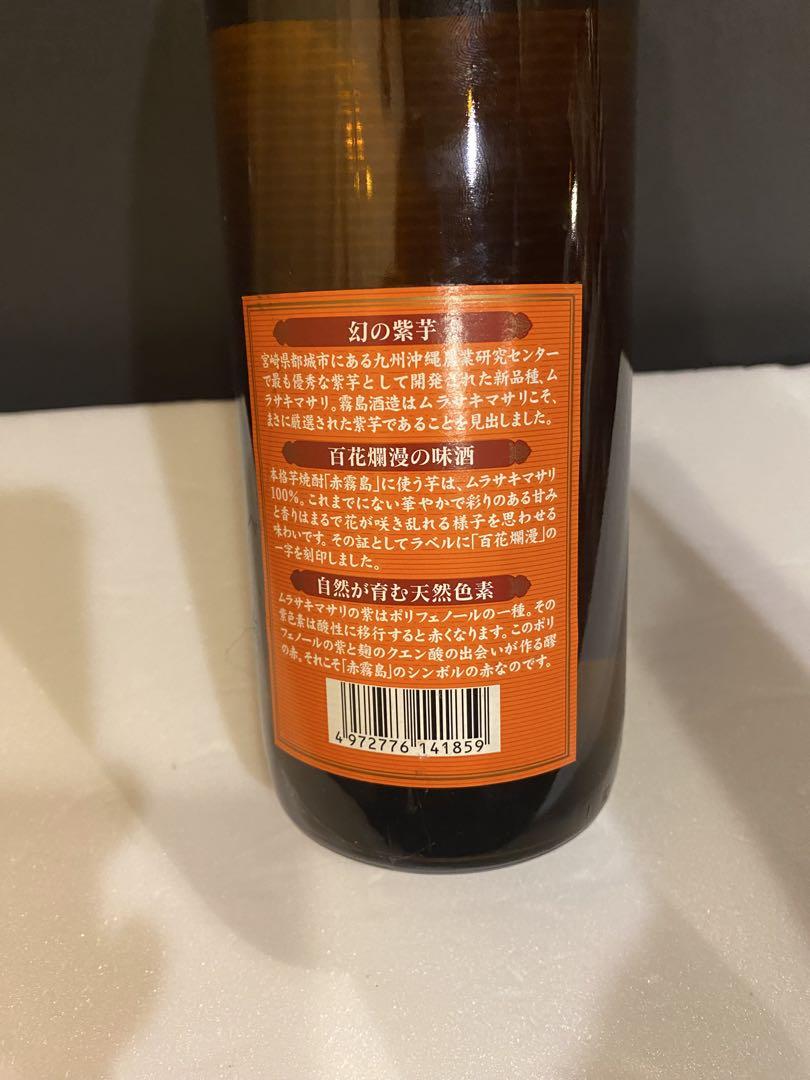 幻の紫芋
宮崎県都城市にある九州沖縄農業研究センター
で最も優秀な紫芋として開発された新品種、ム
ラサキマサリ。霧島酒造はムラサキマサリこそ、
まさに厳選された紫芋であることを見出しました。
百花爛漫の味酒
本格芋焼酎「赤霧島」に使う芋は、ムラサキマサリ
100%。これまでにない華やかで彩りのある甘み
と香りはまるで花が咲き乱れる様子を思わせる
味わいです。その証としてラベルに「百花爛漫」の
一字を刻印しました。
自然が育む天然色素
ムラサキマサリの紫はポリフェノールの一種。その
紫色素は酸性に移行すると赤くなります。このポリ
フェノールの紫と麹のクエン酸の出会いが作る醪
の赤。それこそ「赤霧島」のシンボルの赤なのです。
4 972776 141859